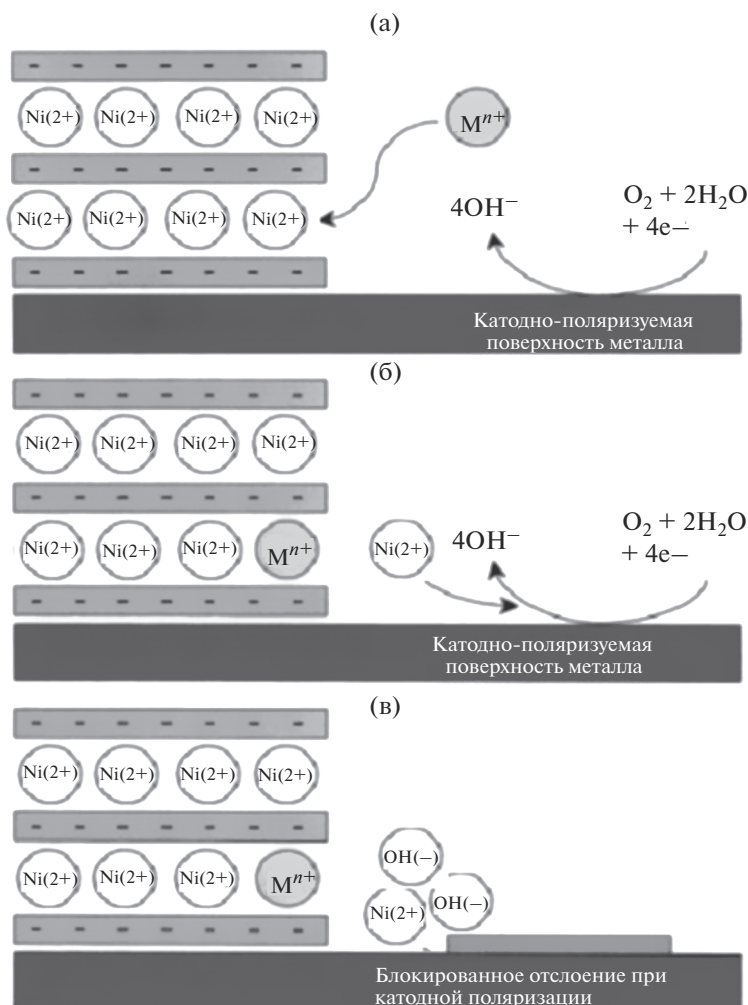 (а)
Ni(2+) Ni(2+) Ni(2+) Ni(2+)
Mⁿ⁺
Ni(2+) Ni(2+) Ni(2+) Ni(2+)
4OH⁻
O₂ + 2H₂O
+ 4e–
Катодно-поляризуемая
поверхность металла
(б)
Ni(2+) Ni(2+) Ni(2+) Ni(2+)
Ni(2+) Ni(2+) Ni(2+) Mⁿ⁺
Ni(2+)
4OH⁻
O₂ + 2H₂O
+ 4e–
Катодно-поляризуемая
поверхность металла
(в)
Ni(2+) Ni(2+) Ni(2+) Ni(2+)
Ni(2+) Ni(2+) Ni(2+) Mⁿ⁺
OH(–)
Ni(2+) OH(–)
Блокированное отслоение при
катодной поляризации